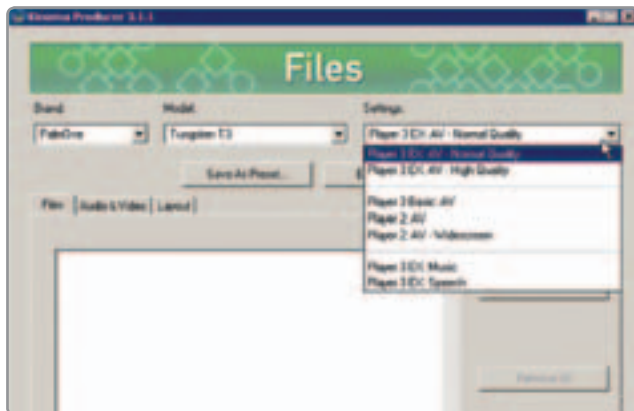 Kinoma Producer 3.1.1
Files
Brand: Model: Settings:
PalmOne Tungsten T3 Player 3 EX: AV - Normal Quality
Player 3 EX: AV - Normal Quality
Player 3 EX: AV - High Quality
Save As Preset...
Player 3 Basic: AV
Files Audio & Video Layout
Player 2: AV
Player 2: AV - Widescreen
Player 3 EX: Music
Player 3 EX: Speech